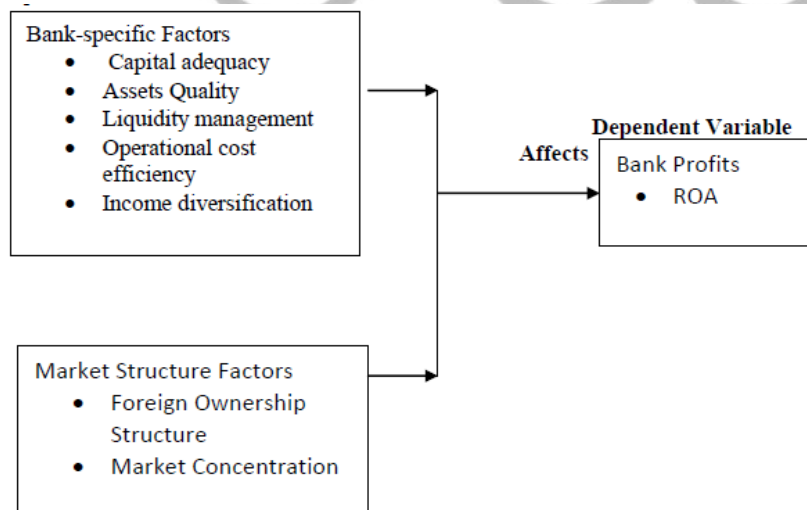 Bank-specific Factors
• Capital adequacy
• Assets Quality
• Liquidity management
• Operational cost
efficiency
• Income diversification
Dependent Variable
Affects
Bank Profits
• ROA
Market Structure Factors
• Foreign Ownership
Structure
• Market Concentration